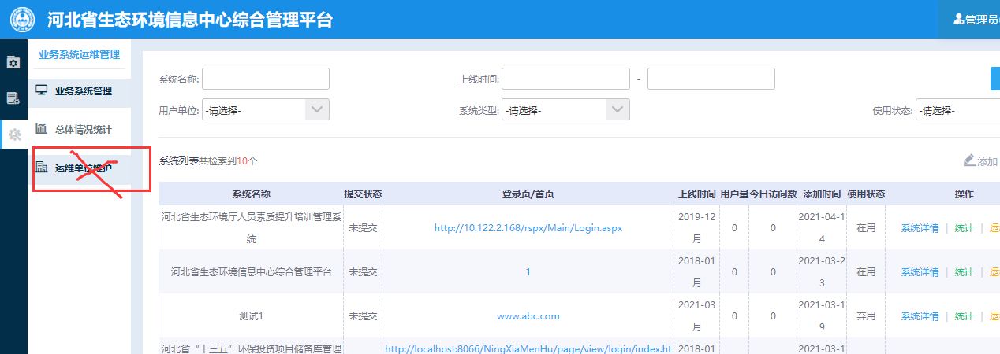 河北省生态环境信息中心综合管理平台
管理员
业务系统运维管理
业务系统管理
总体情况统计
运维单位维护
系统名称:
上线时间:
-
用户单位: -请选择-
系统类型: -请选择-
使用状态: -请选择-
系统列表共检索到10个
添加
系统名称 提交状态 登录页/首页 上线时间 用户量 今日访问数 添加时间 使用状态 操作
河北省生态环境厅人员素质提升培训管理系
统
未提交
http://10.122.2.168/rspx/Main/Login.aspx
2019-12
月
0
0
2021-04-1
4
在用
系统详情 | 统计 | 运
河北省生态环境信息中心综合管理平台
未提交
1
2018-01
月
0
0
2021-03-2
3
在用
系统详情 | 统计 | 运
测试1
未提交
www.abc.com
2021-03
月
0
0
2021-03-1
9
弃用
系统详情 | 统计 | 运
河北省“十三五”环保投资项目储备库管理
http://localhost:8066/NingXiaMenHu/page/view/login/index.ht
2018-01
2021-03-1